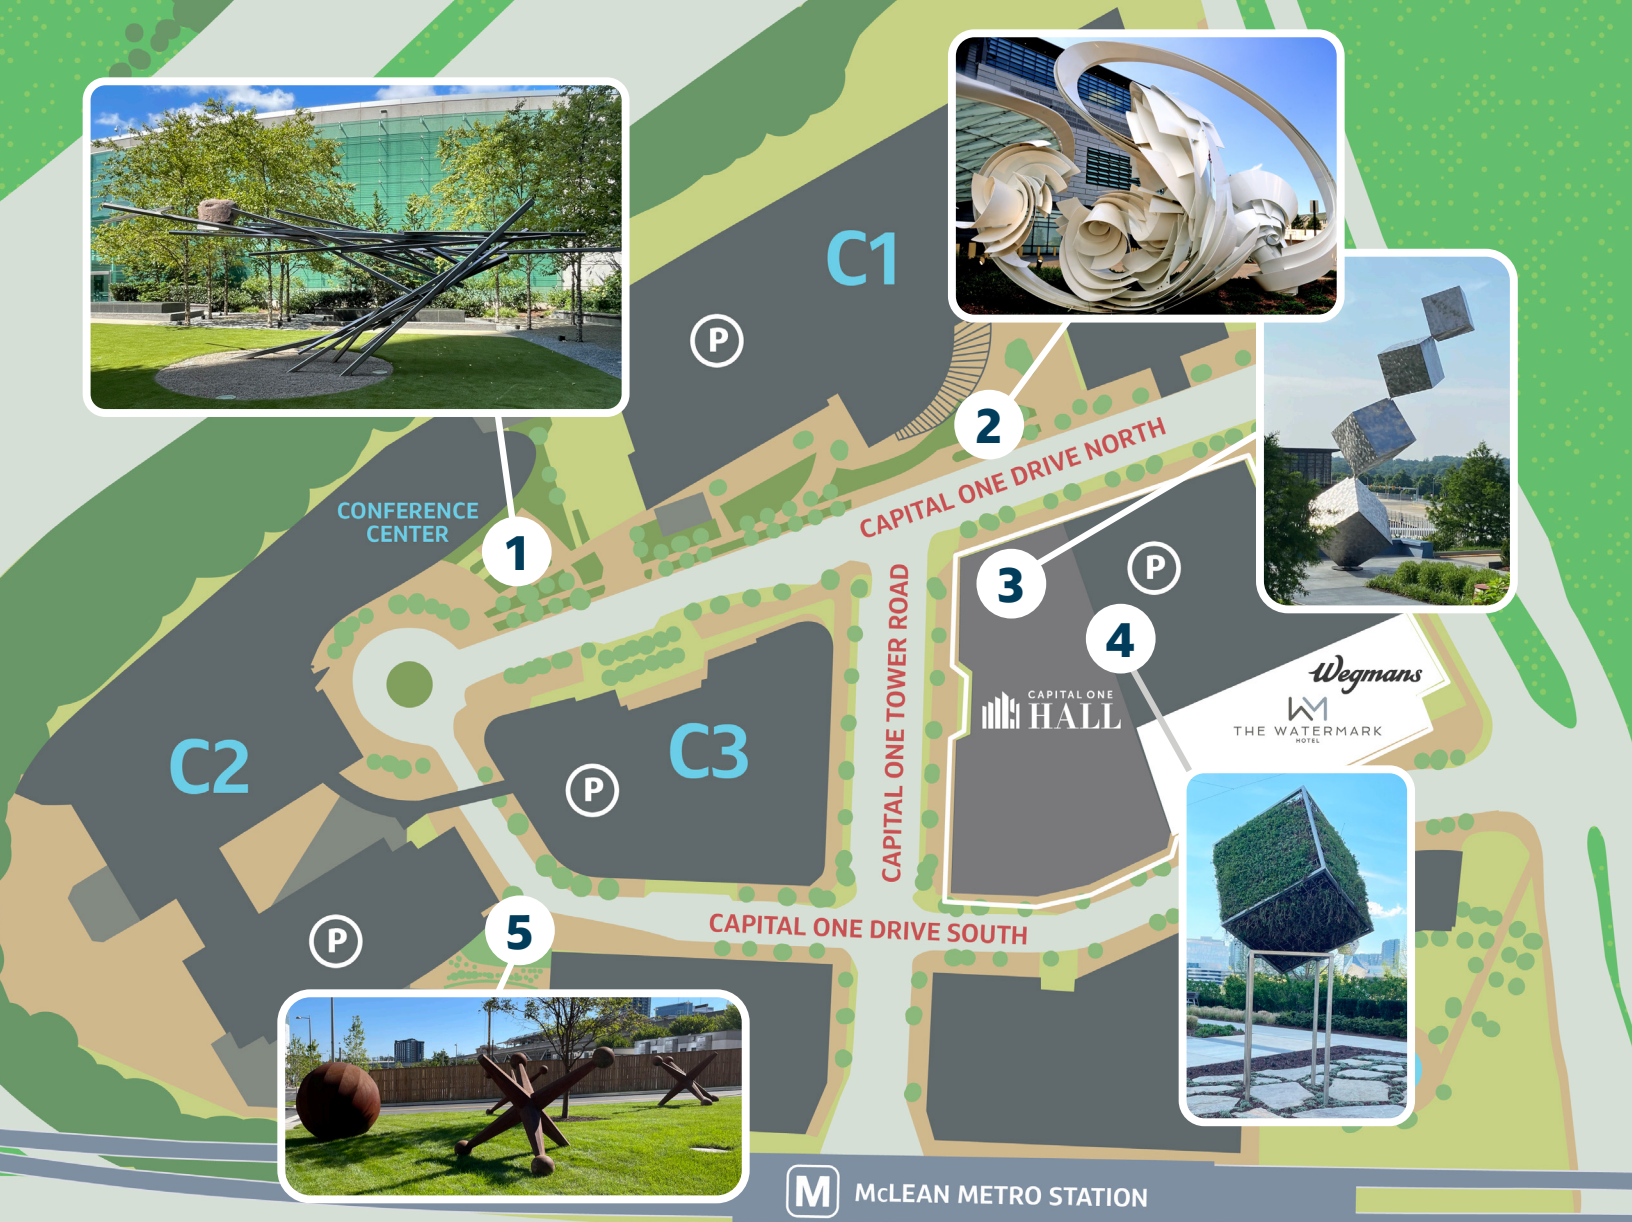 C1
P
2
CAPITAL ONE DRIVE NORTH
CONFERENCE
CENTER
1
3
P
4
CAPITAL ONE TOWER ROAD
Wegmans
CAPITAL ONE
HALL
THE WATERMARK
HOTEL
C2
C3
P
5
CAPITAL ONE DRIVE SOUTH
P
M
McLEAN METRO STATION